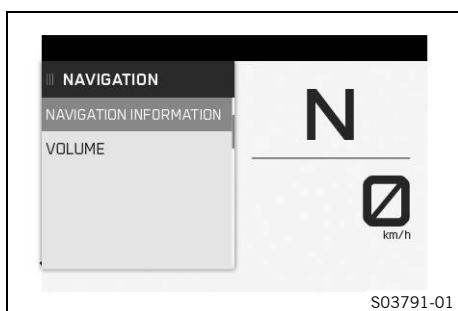 NAVIGATION
NAVIGATION INFORMATION
VOLUME
N
0
km/h
S03791-01